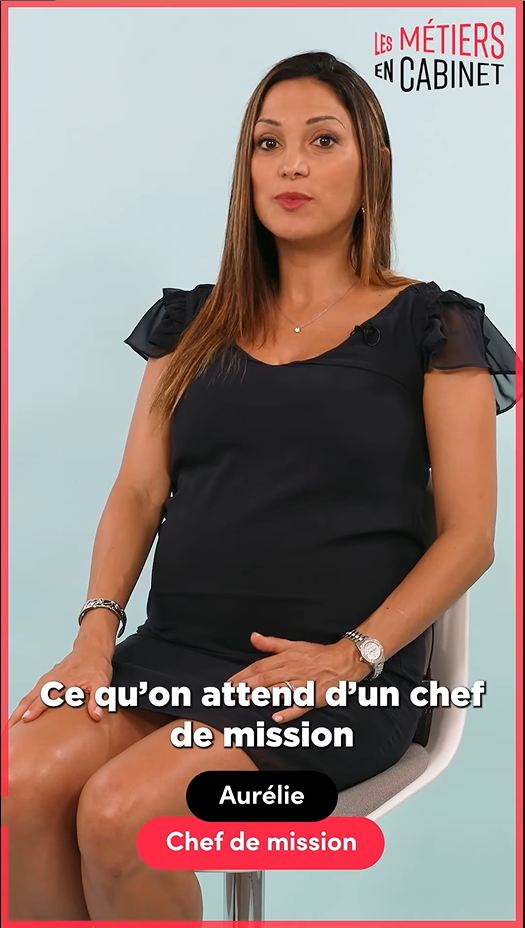 LES MÉTIERS
EN CABINET
Ce qu’on attend d’un chef
de mission
Aurélie
Chef de mission